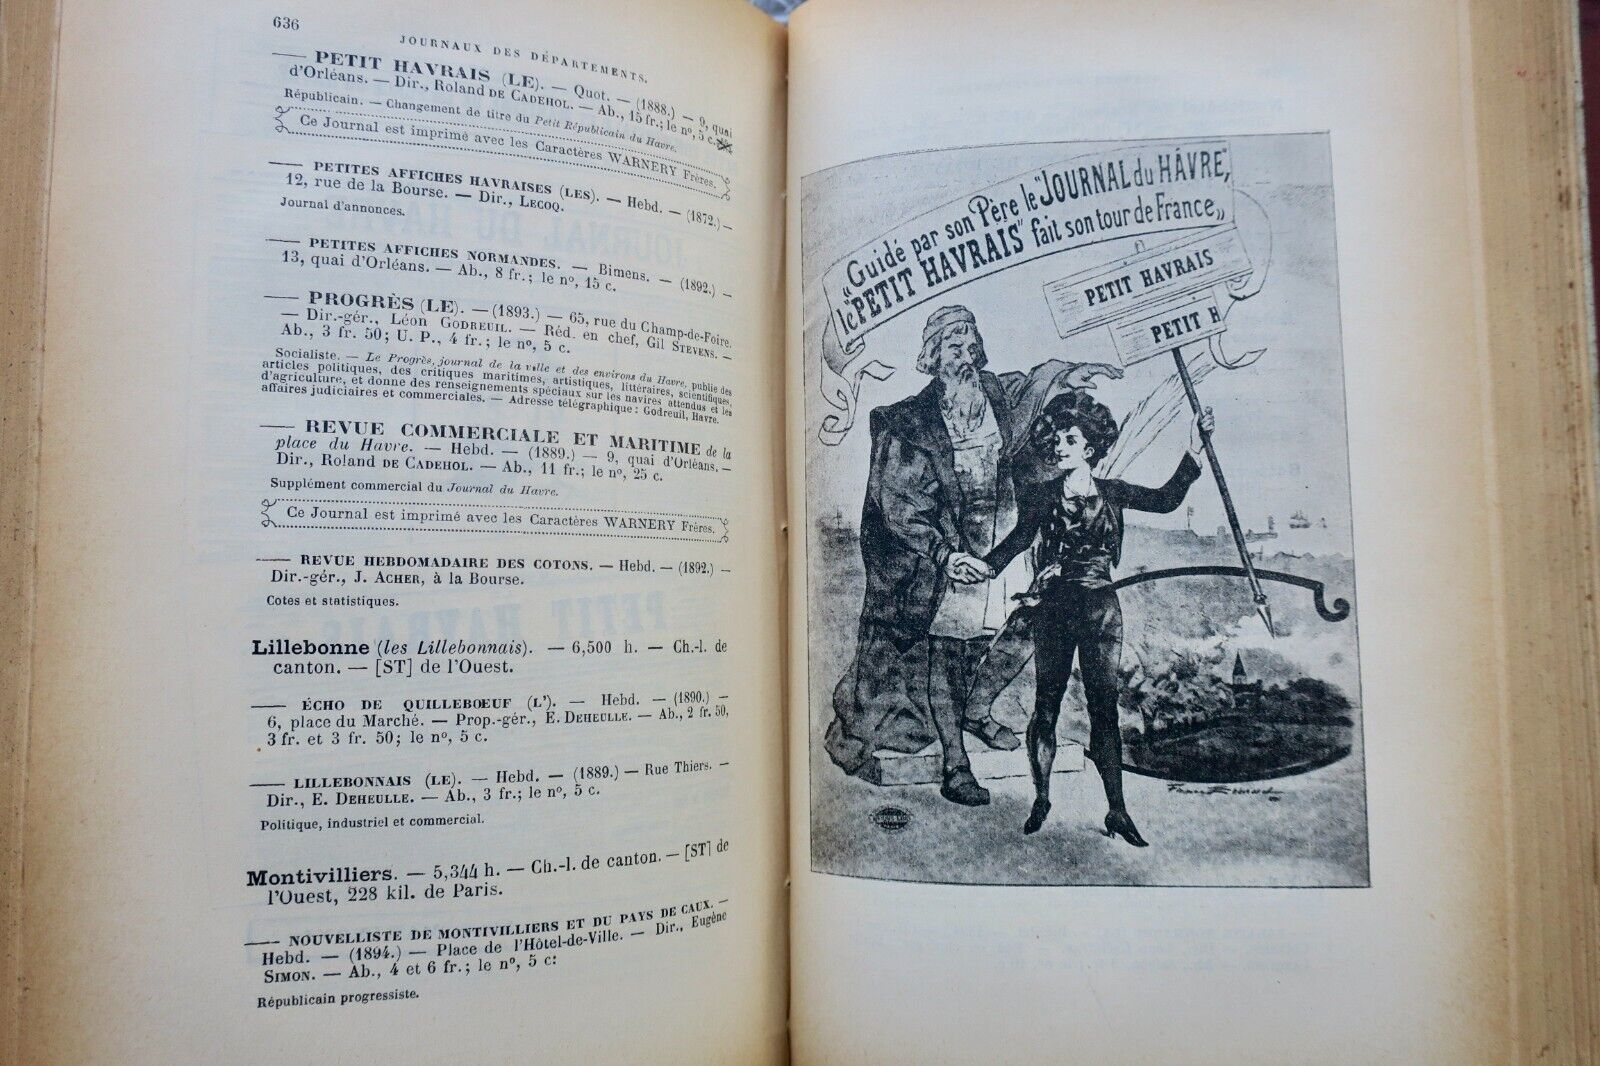 636
JOURNAUX DES DÉPARTEMENTS.
—— PETIT HAVRAIS (LE). — Quot. — (1888.) — 9, quai
d'Orléans. — Dir., Roland DE CADEHOL. — Ab., 15 fr.; le nº, 5 c.
Républicain. — Changement de titre du Petit Républicain du Havre.
Ce Journal est imprimé avec les Caractères WARNERY Frères.
—— PETITES AFFICHES HAVRAISES (LES). — Hebd. — (1872.) —
12, rue de la Bourse. — Dir., LECOQ.
Journal d'annonces.
—— PETITES AFFICHES NORMANDES. — Bimens. — (1892.) —
13, quai d'Orléans. — Ab., 8 fr.; le nº, 15 c.
—— PROGRÈS (LE). — (1893.) — 65, rue du Champ-de-Foire.
— Dir.-gér., Léon GODREUIL. — Réd. en chef, Gil STEVENS. —
Ab., 3 fr. 50; U. P., 4 fr.; le nº, 5 c.
Socialiste. — Le Progrès, journal de la ville et des environs du Havre, publie des
articles politiques, des critiques maritimes, artistiques, littéraires, scientifiques,
d'agriculture, et donne des renseignements spéciaux sur les navires attendus et les
affaires judiciaires et commerciales. — Adresse télégraphique : Godreuil, Havre.
—— REVUE COMMERCIALE ET MARITIME de la
place du Havre. — Hebd. — (1889.) — 9, quai d'Orléans. —
Dir., Roland DE CADEHOL. — Ab., 11 fr.; le nº, 25 c.
Supplément commercial du Journal du Havre.
Ce Journal est imprimé avec les Caractères WARNERY Frères.
—— REVUE HEBDOMADAIRE DES COTONS. — Hebd. — (1892.) —
Dir.-gér., J. ACHER, à la Bourse.
Cotes et statistiques.
Lillebonne (les Lillebonnais). — 6,500 h. — Ch.-l. de
canton. — [ST] de l'Ouest.
—— ÉCHO DE QUILLEBŒUF (L'). — Hebd. — (1890.) —
6, place du Marché. — Prop.-gér., E. DEHEULLE. — Ab., 2 fr. 50,
3 fr. et 3 fr. 50; le nº, 5 c.
—— LILLEBONNAIS (LE). — Hebd. — (1889.) — Rue Thiers. —
Dir., E. DEHEULLE. — Ab., 3 fr.; le nº, 5 c.
Politique, industriel et commercial.
Montivilliers. — 5,344 h. — Ch.-l. de canton. — [ST] de
l'Ouest, 228 kil. de Paris.
—— NOUVELLISTE DE MONTIVILLIERS ET DU PAYS DE CAUX. —
Hebd. — (1894.) — Place de l'Hôtel-de-Ville. — Dir., Eugène
SIMON. — Ab., 4 et 6 fr.; le nº, 5 c.
Républicain progressiste.
"Guidé par son Père le "JOURNAL du HÂVRE",
le "PETIT HAVRAIS" fait son tour de France„
PETIT HAVRAIS
PETIT H